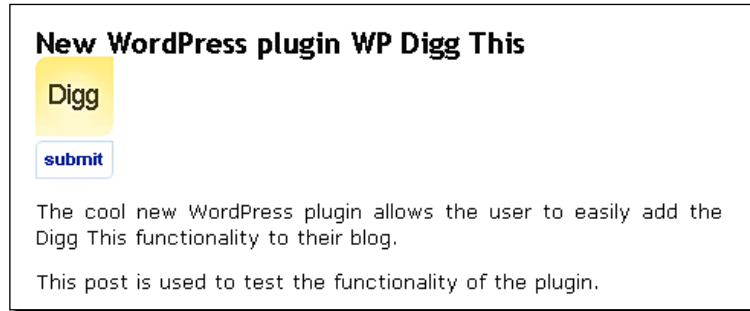 New WordPress plugin WP Digg This
Digg
submit
The cool new WordPress plugin allows the user to easily add the
Digg This functionality to their blog.
This post is used to test the functionality of the plugin.